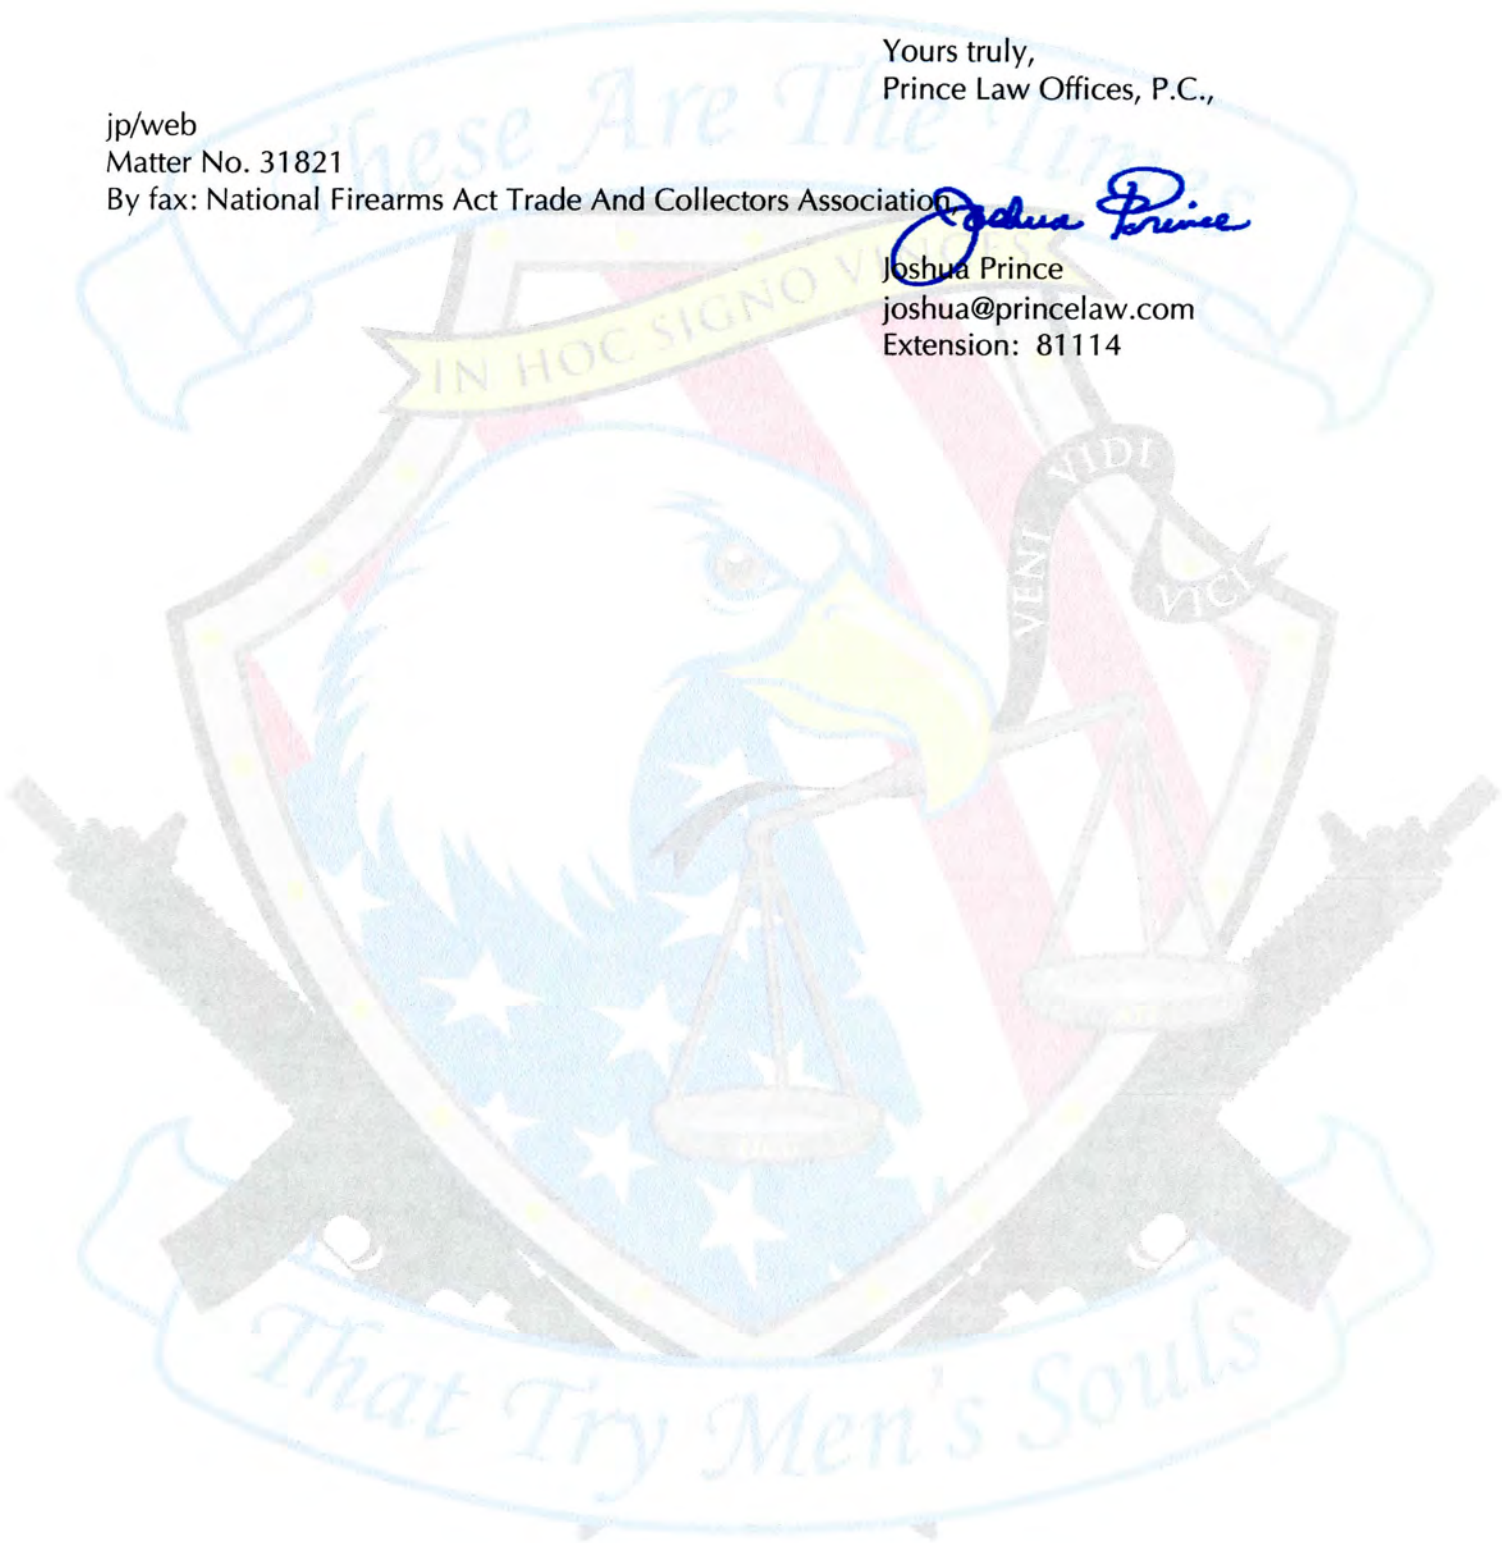 Yours truly,
Prince Law Offices, P.C.,
jp/web
Matter No. 31821
By fax: National Firearms Act Trade And Collectors Association,
Joshua Prince
Joshua Prince
joshua@princelaw.com
Extension: 81114
These Are The Times
IN HOC SIGNO VINCES
VENI VIDI VICI
That Try Men's Souls